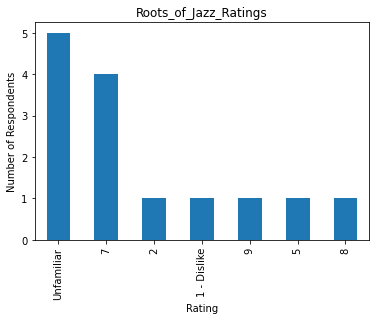 Roots_of_Jazz_Ratings
Number of Respondents
5
4
3
2
1
0
Unfamiliar
7
2
1 - Dislike
9
5
8
Rating